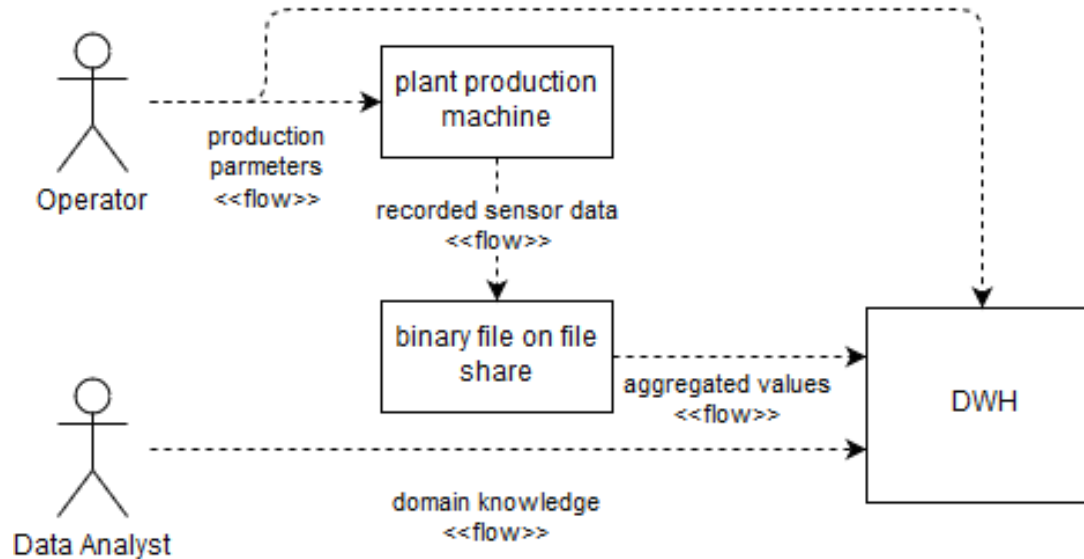 plant production
machine
production
parmeters
<<flow>>
Operator
recorded sensor data
<<flow>>
binary file on file
share
aggregated values
<<flow>>
DWH
domain knowledge
<<flow>>
Data Analyst